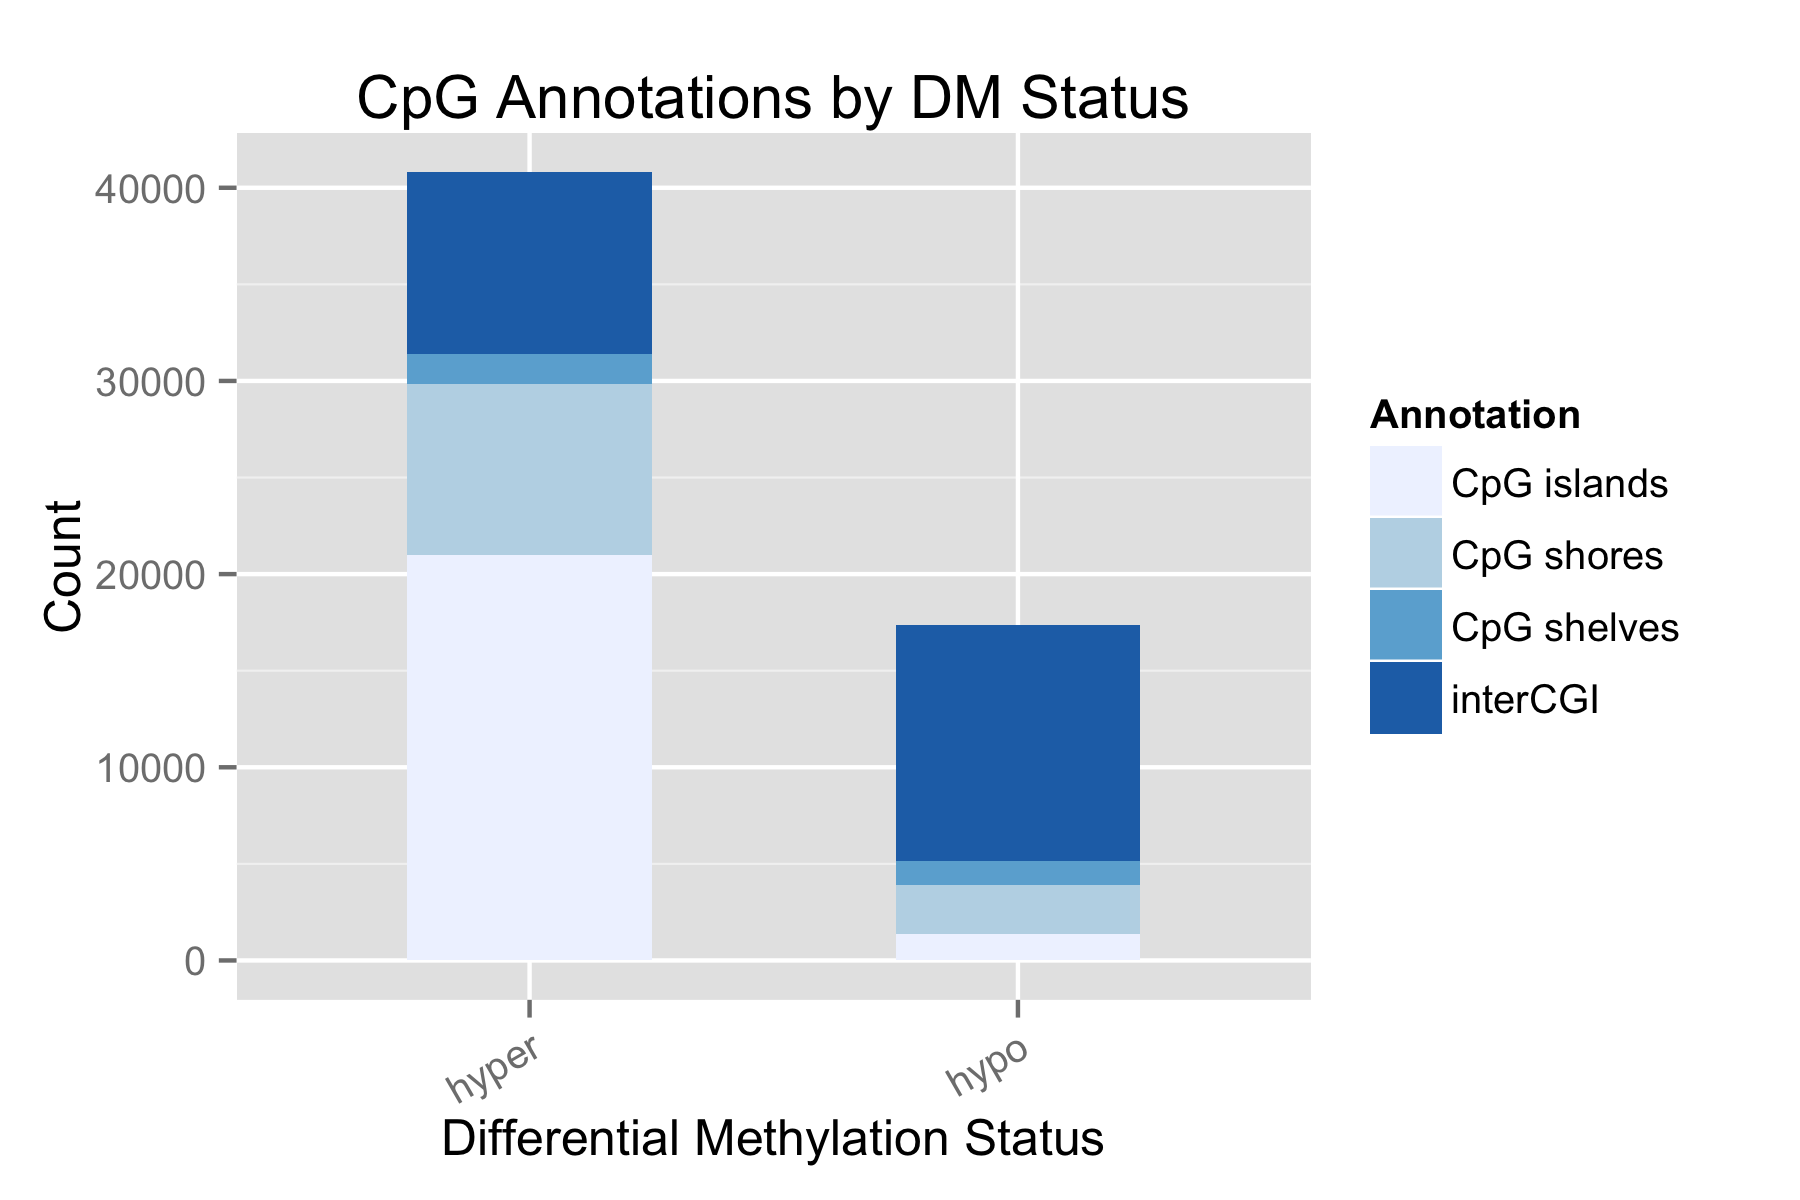 CpG Annotations by DM Status
Count
40000
30000
20000
10000
0
hyper
hypo
Differential Methylation Status
Annotation
CpG islands
CpG shores
CpG shelves
interCGI